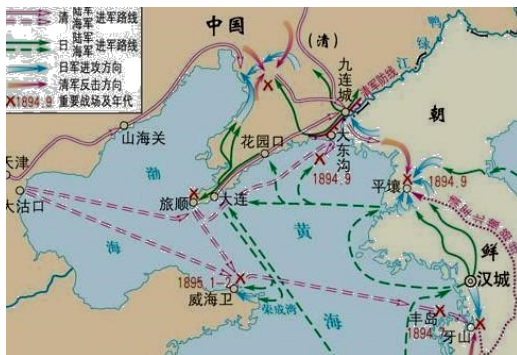 清 陆军 海军 进军路线
日 陆军 海军 进军路线
日军进攻方向
清军反击方向
1894.9 重要战场及年代
中国
(清)
鸭
绿
江
九连城
清军防线
朝
鲜
山海关
花园口
大东沟
1894.9
天津
大沽口
渤
海
旅顺
大连
平壤
1894.9
黄
海
汉城
1895.1-2
威海卫
荣成湾
丰岛
1894.7
牙山